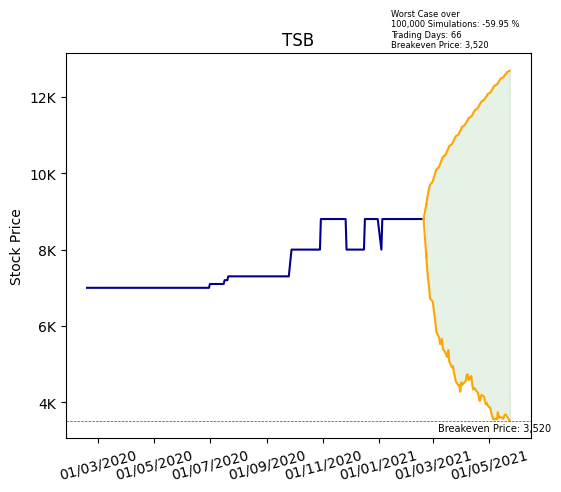 Worst Case over
100,000 Simulations: -59.95 %
Trading Days: 66
Breakeven Price: 3,520
TSB
Stock Price
12K
10K
8K
6K
4K
Breakeven Price: 3,520
01/03/2020 01/05/2020 01/07/2020 01/09/2020 01/11/2020 01/01/2021 01/03/2021 01/05/2021